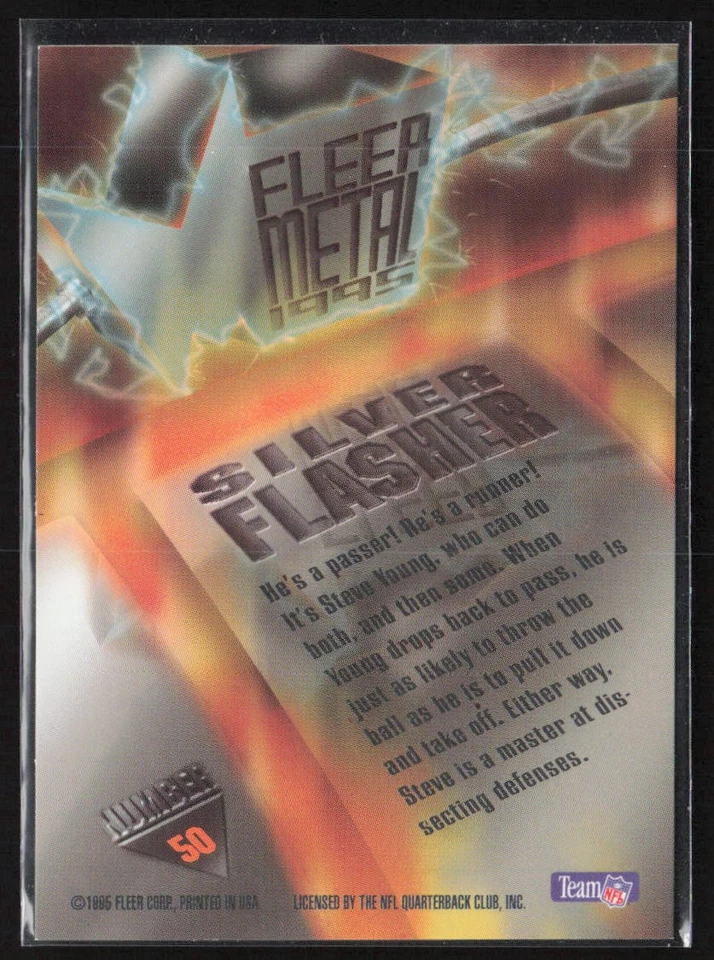 FLEER
METAL
1995
SILVER
FLASHER
He's a passer! He's a runner!
It's Steve Young, who can do
both, and then some. When
Young drops back to pass, he is
just as likely to throw the
ball as he is to pull it down
and take off. Either way,
Steve is a master at dis-
secting defenses.
NUMBER
50
©1995 FLEER CORP., PRINTED IN USA
LICENSED BY THE NFL QUARTERBACK CLUB, INC.
Team NFL